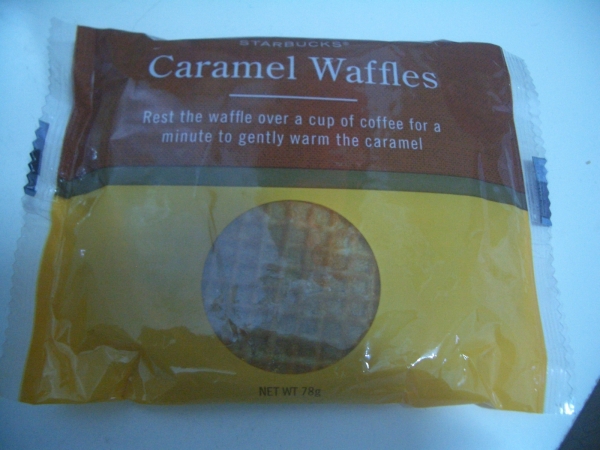 STARBUCKS®
Caramel Waffles
Rest the waffle over a cup of coffee for a
minute to gently warm the caramel
NET WT 78g